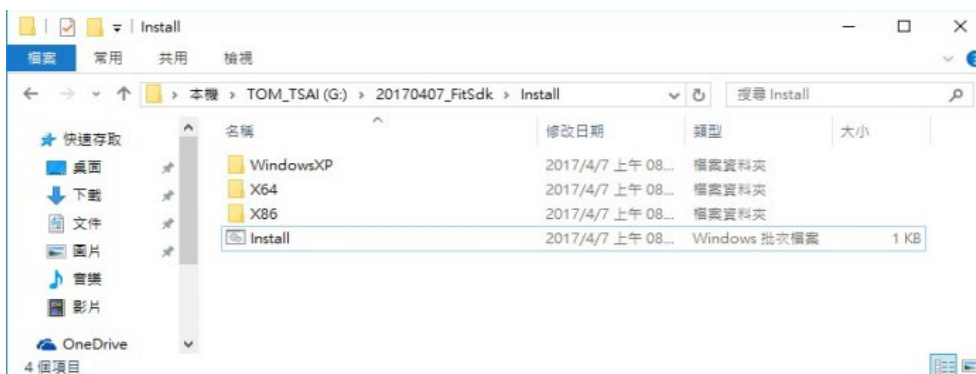 Install
檔案 常用 共用 檢視
本機 > TOM_TSAI (G:) > 20170407_FitSdk > Install 搜尋 Install
快速存取 名稱 修改日期 類型 大小
桌面 WindowsXP 2017/4/7 上午 08... 檔案資料夾
下載 X64 2017/4/7 上午 08... 檔案資料夾
文件 X86 2017/4/7 上午 08... 檔案資料夾
圖片 Install 2017/4/7 上午 08... Windows 批次檔案 1 KB
音樂
影片
OneDrive
4 個項目